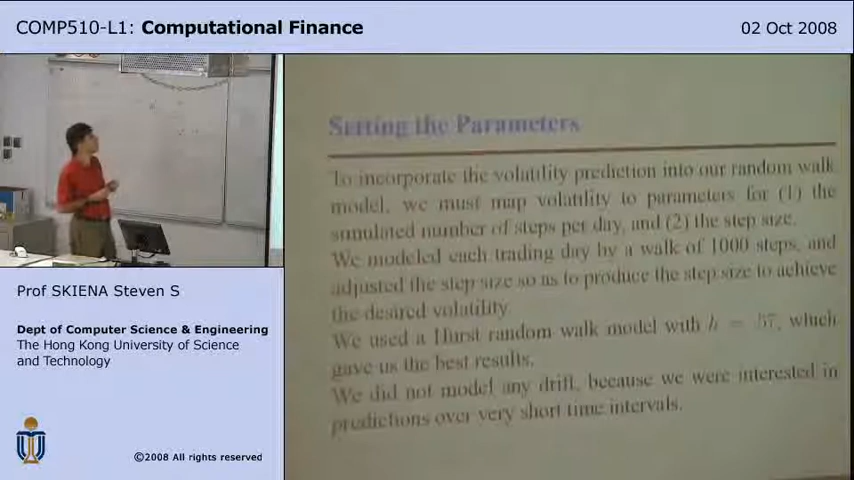 COMP510-L1: Computational Finance
02 Oct 2008
Setting the Parameters
To incorporate the volatility prediction into our random walk
model, we must map volatility to parameters for (1) the
simulated number of steps per day, and (2) the step size.
We modeled each trading day by a walk of 1000 steps, and
adjusted the step size so as to produce the step size to achieve
the desired volatility.
We used a Hurst random walk model with h = .57, which
gave us the best results.
We did not model any drift, because we were interested in
predictions over very short time intervals.
Prof SKIENA Steven S
Dept of Computer Science & Engineering
The Hong Kong University of Science
and Technology
©2008 All rights reserved